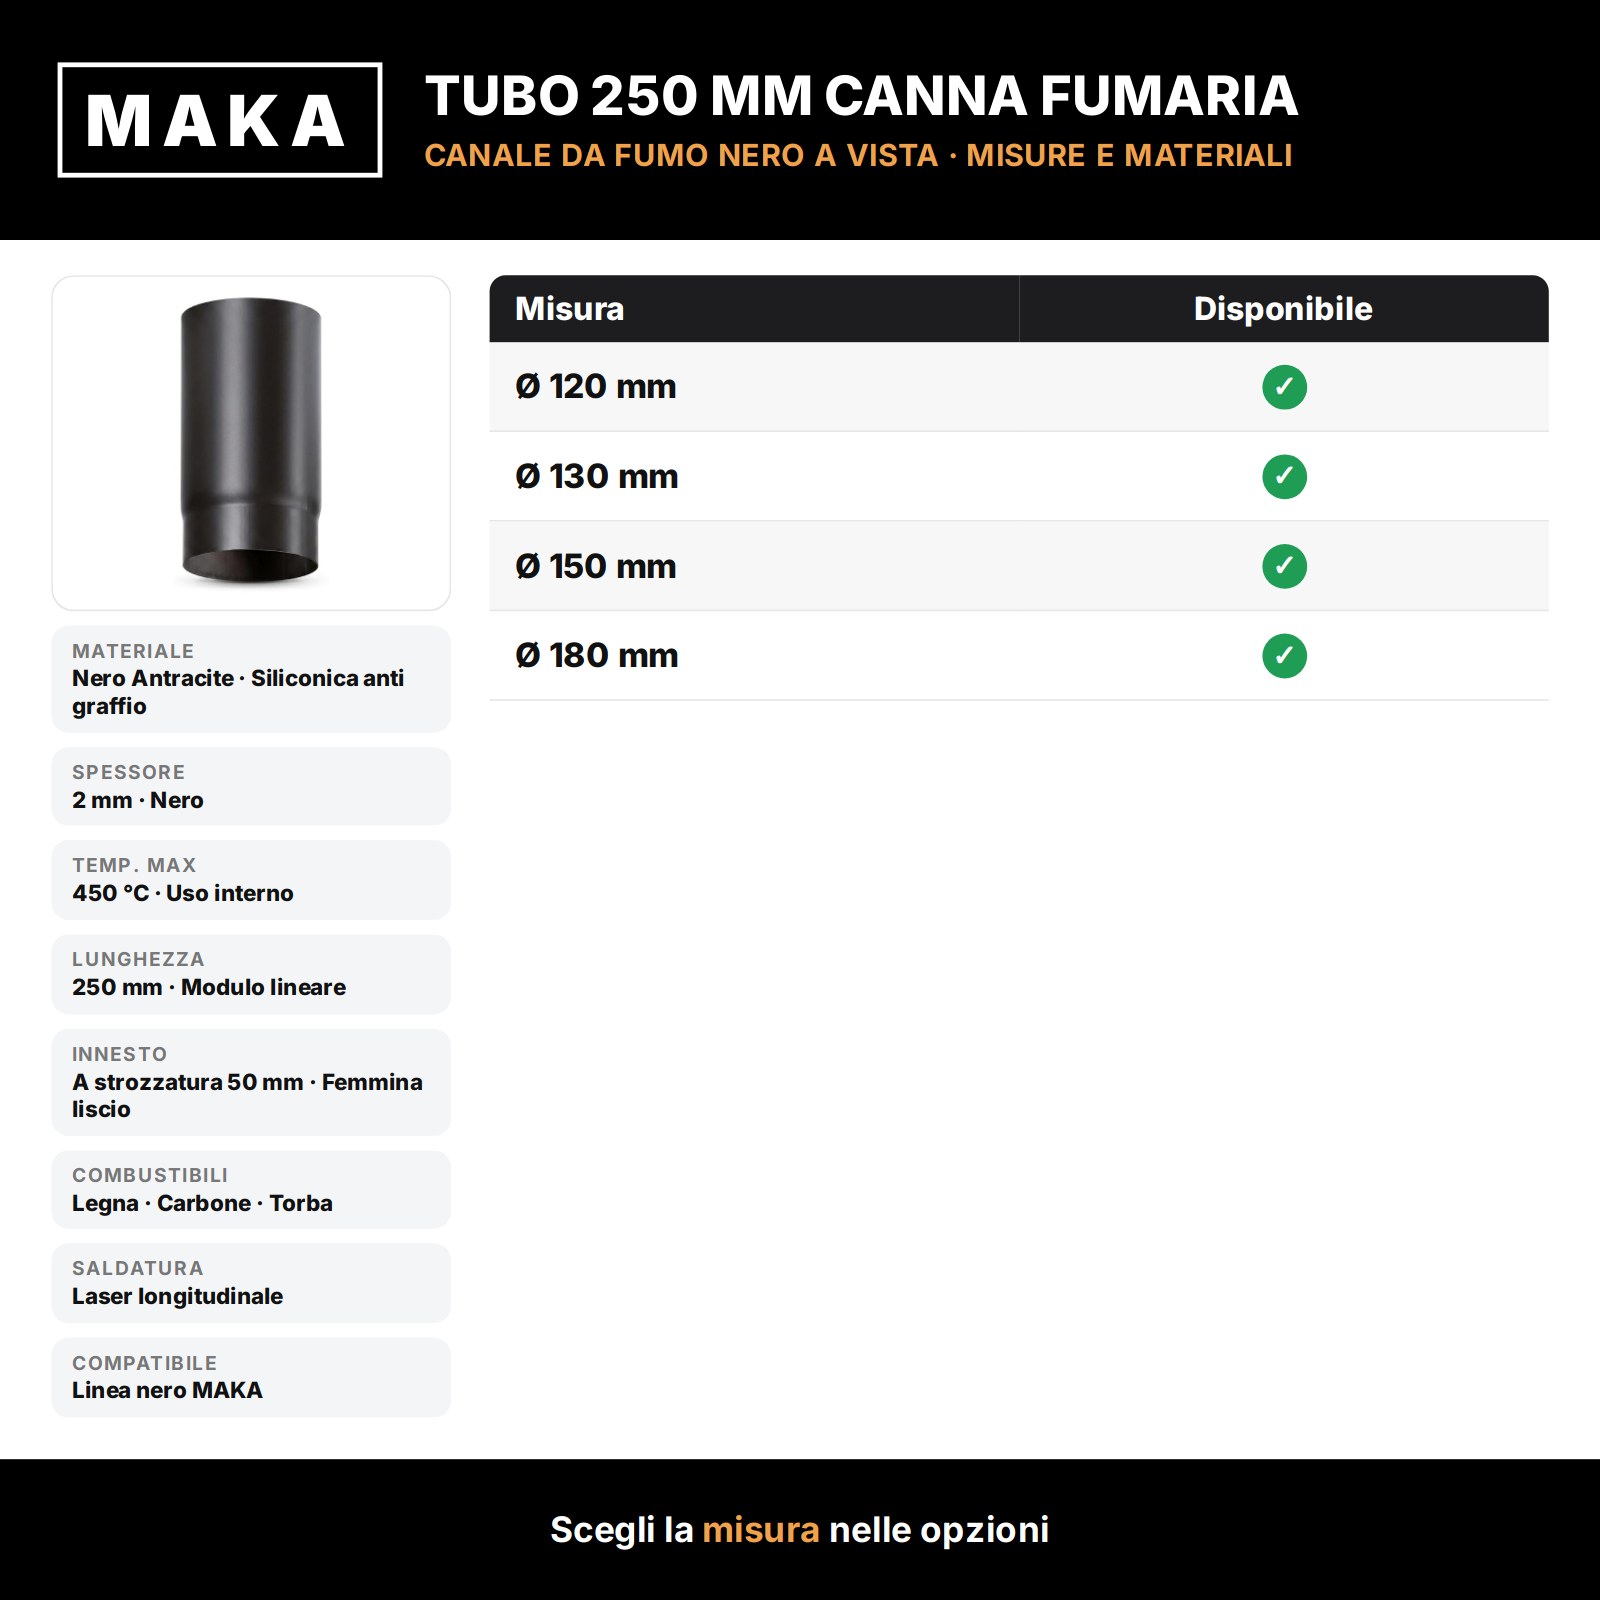 MAKA
TUBO 250 MM CANNA FUMARIA
CANALE DA FUMO NERO A VISTA · MISURE E MATERIALI
Misura Disponibile
Ø 120 mm ✓
Ø 130 mm ✓
Ø 150 mm ✓
Ø 180 mm ✓
MATERIALE
Nero Antracite · Siliconica anti
graffio
SPESSORE
2 mm · Nero
TEMP. MAX
450 °C · Uso interno
LUNGHEZZA
250 mm · Modulo lineare
INNESTO
A strozzatura 50 mm · Femmina
liscio
COMBUSTIBILI
Legna · Carbone · Torba
SALDATURA
Laser longitudinale
COMPATIBILE
Linea nero MAKA
Scegli la misura nelle opzioni